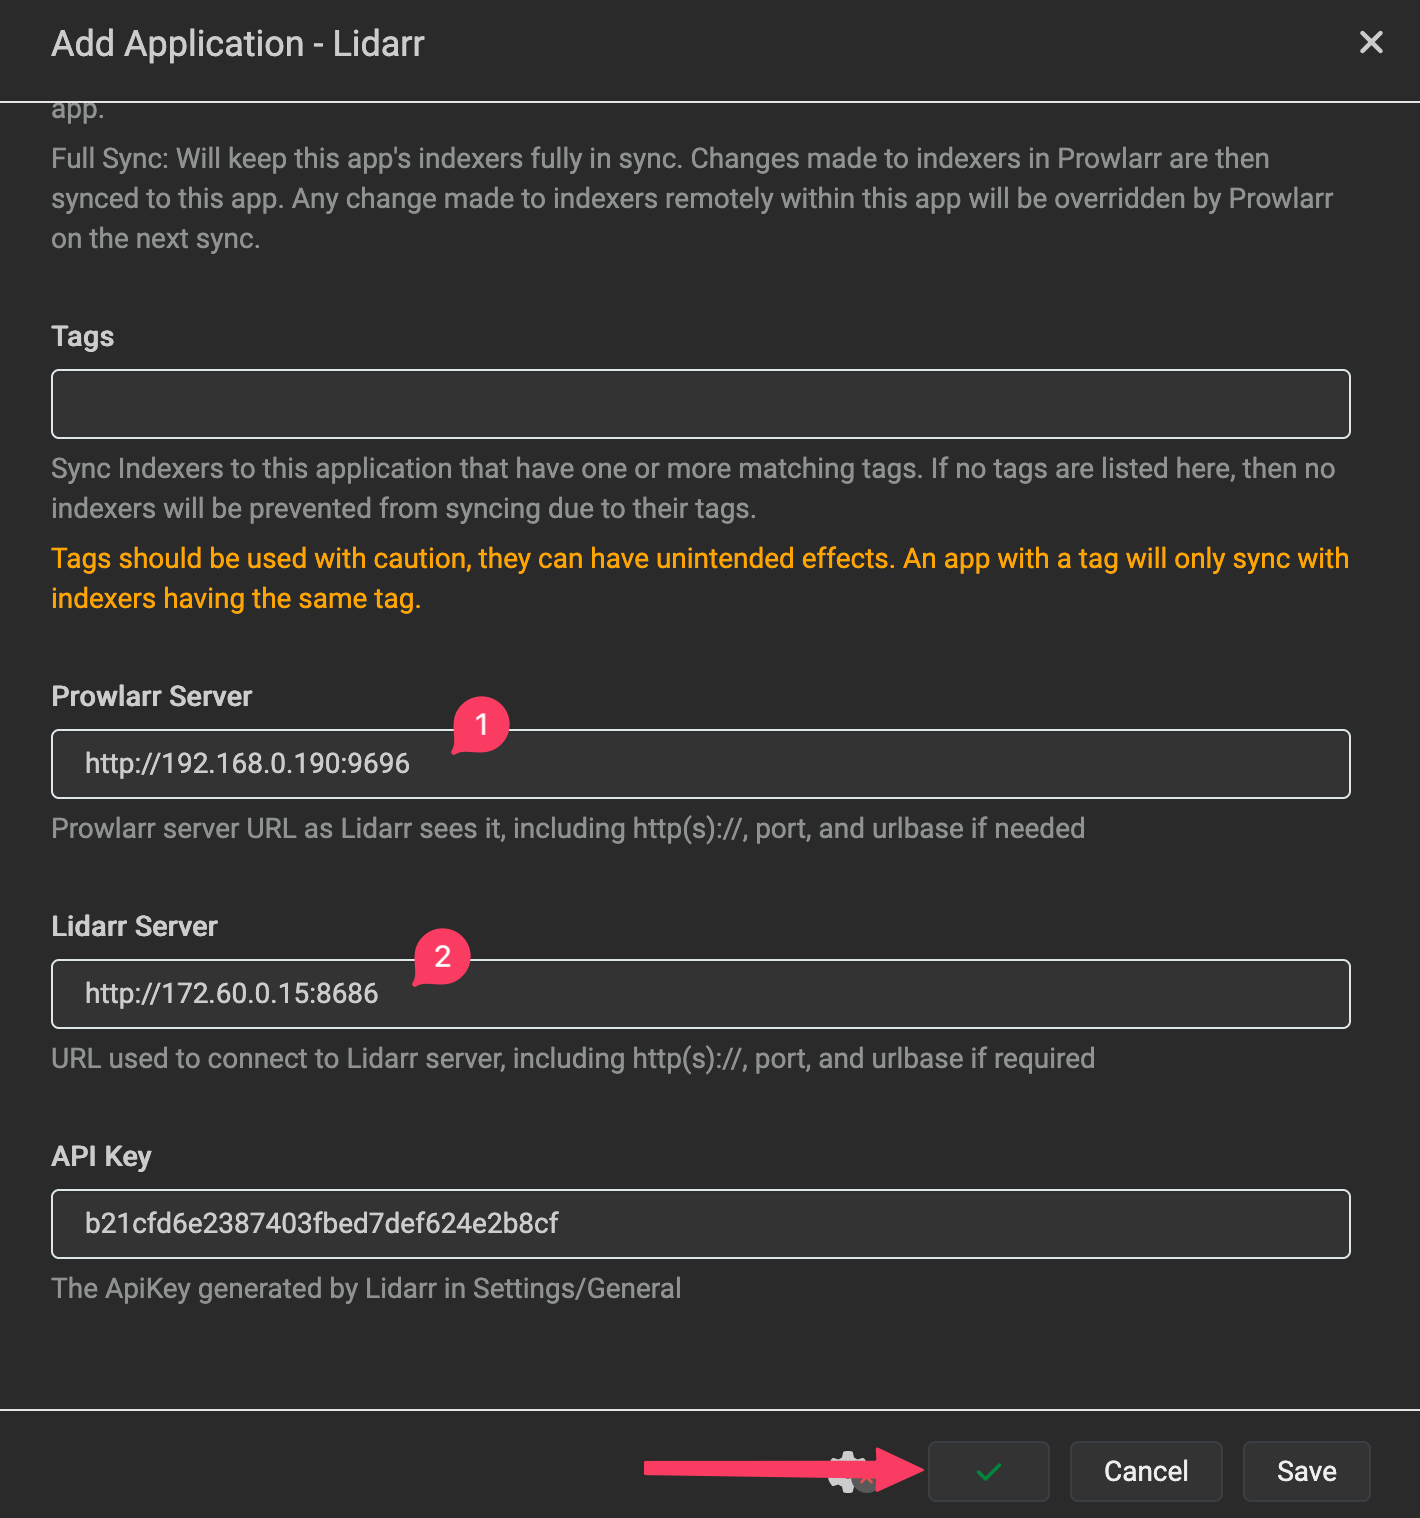 Add Application - Lidarr
app.
Full Sync: Will keep this app's indexers fully in sync. Changes made to indexers in Prowlarr are then
synced to this app. Any change made to indexers remotely within this app will be overridden by Prowlarr
on the next sync.
Tags
Sync Indexers to this application that have one or more matching tags. If no tags are listed here, then no
indexers will be prevented from syncing due to their tags.
Tags should be used with caution, they can have unintended effects. An app with a tag will only sync with
indexers having the same tag.
Prowlarr Server
1
http://192.168.0.190:9696
Prowlarr server URL as Lidarr sees it, including http(s)://, port, and urlbase if needed
Lidarr Server
2
http://172.60.0.15:8686
URL used to connect to Lidarr server, including http(s)://, port, and urlbase if required
API Key
b21cfd6e2387403fbed7def624e2b8cf
The ApiKey generated by Lidarr in Settings/General
Cancel
Save